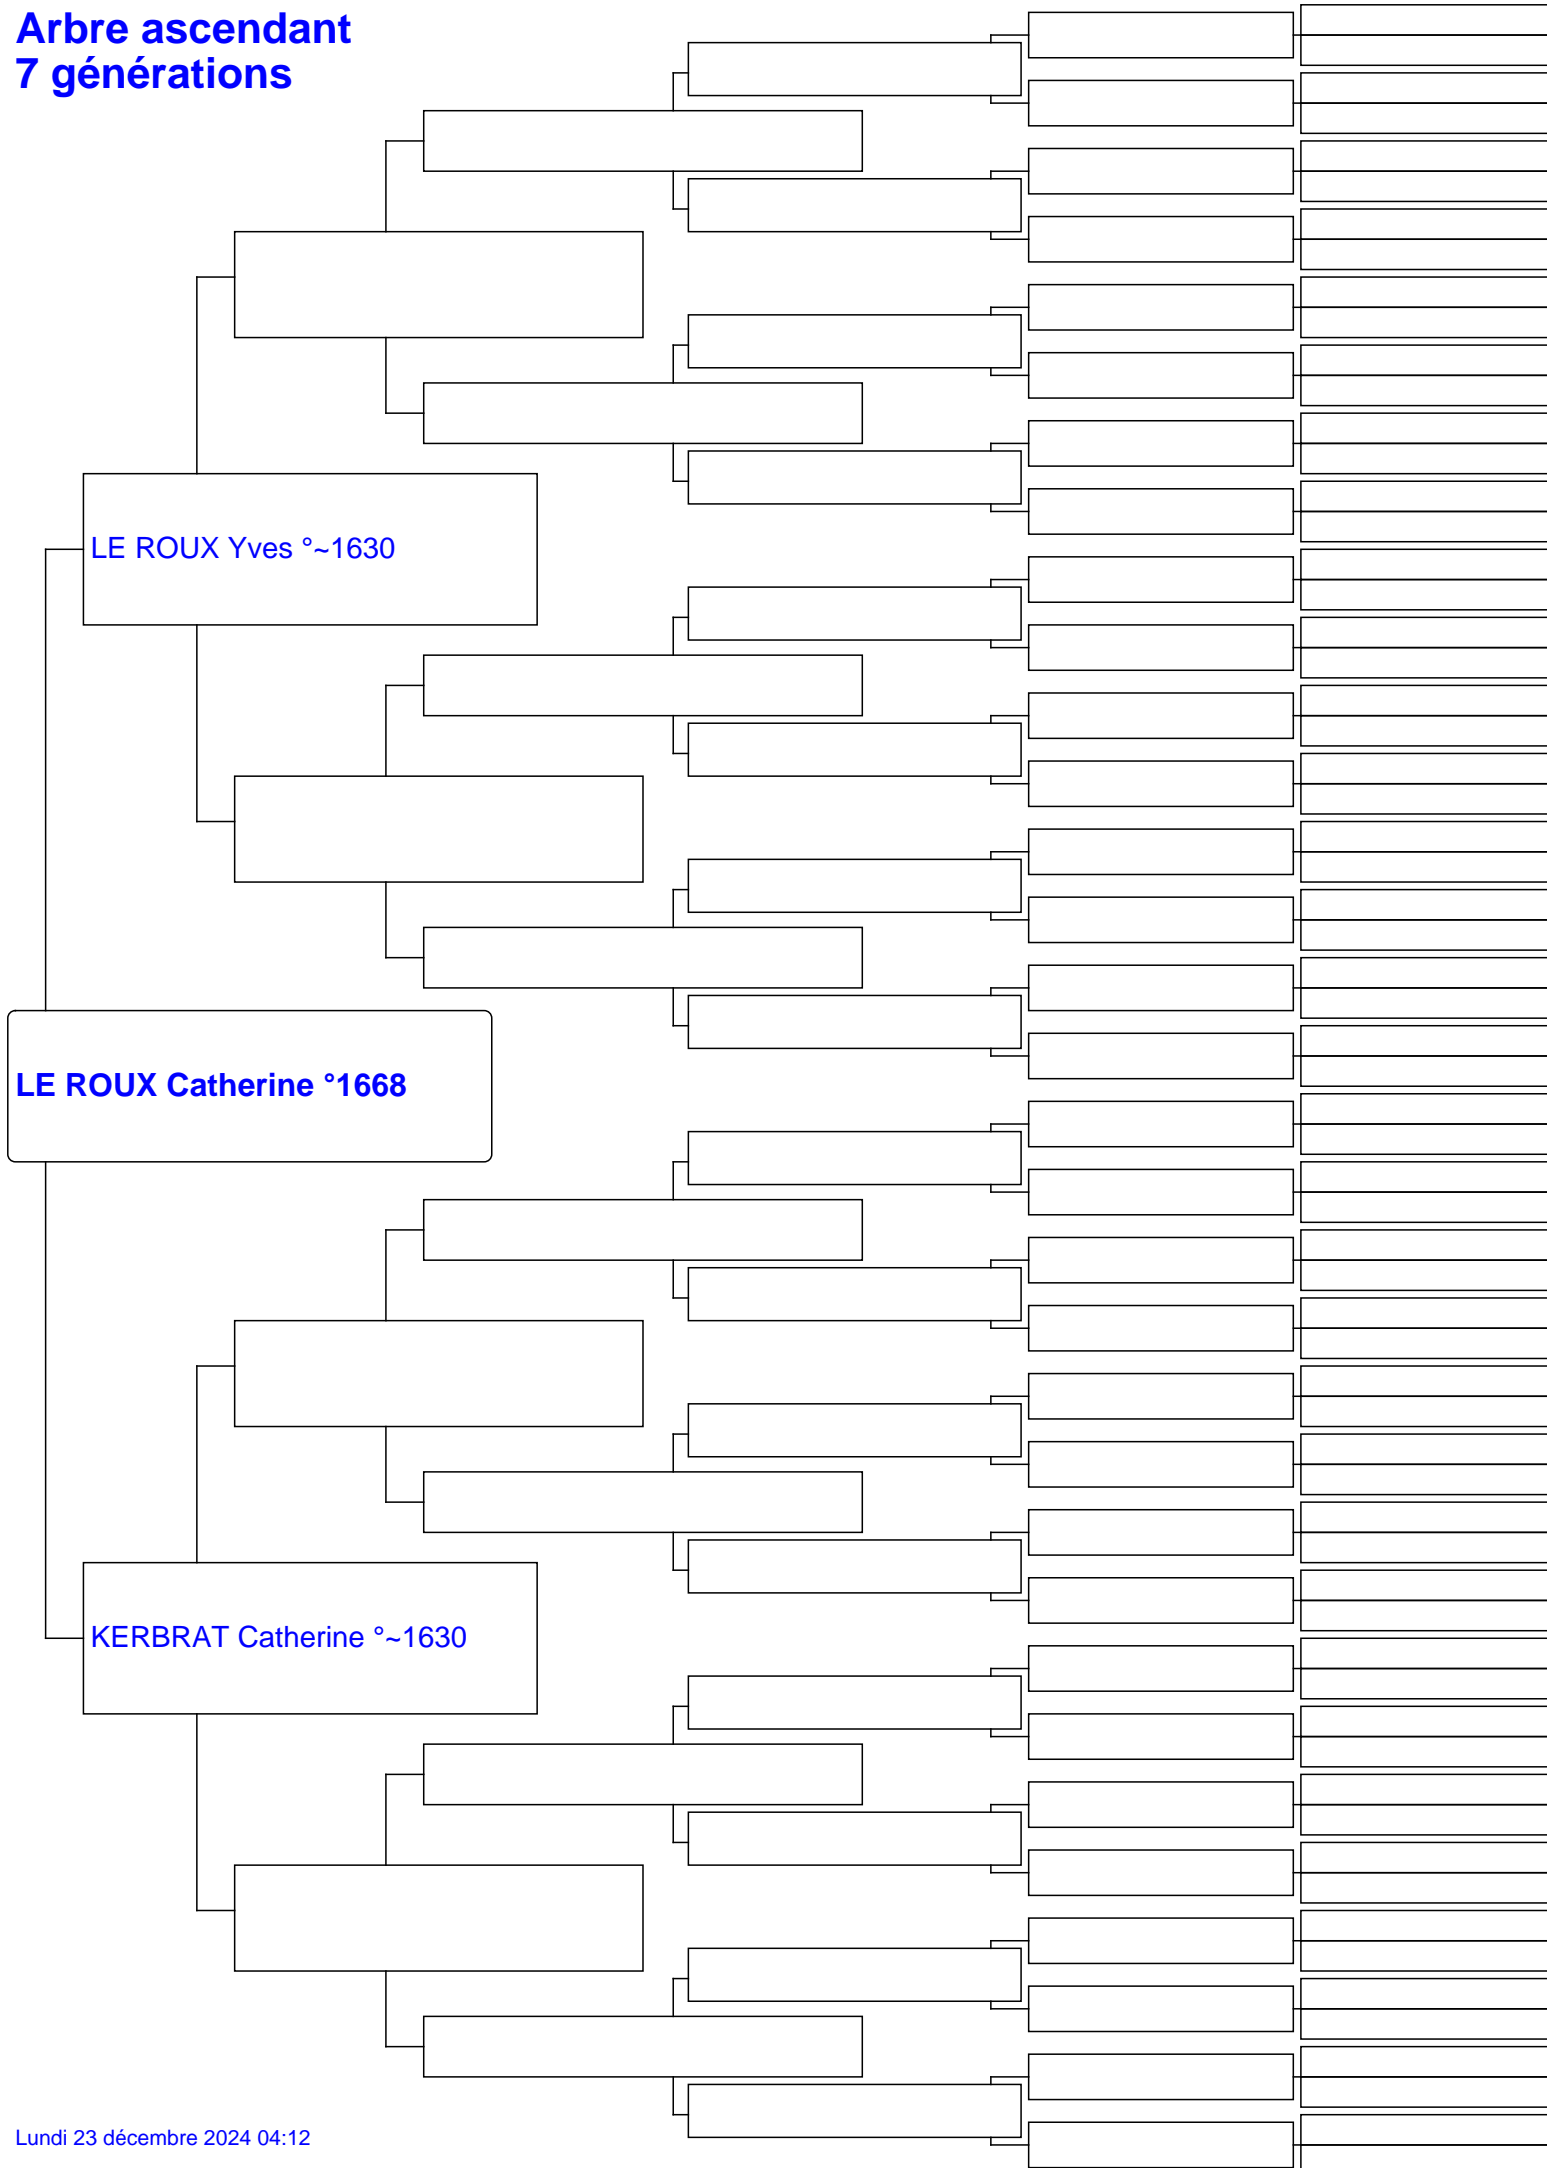 Arbre ascendant
7 générations
LE ROUX Yves °~1630
LE ROUX Catherine °1668
KERBRAT Catherine °~1630
Lundi 23 décembre 2024 04:12